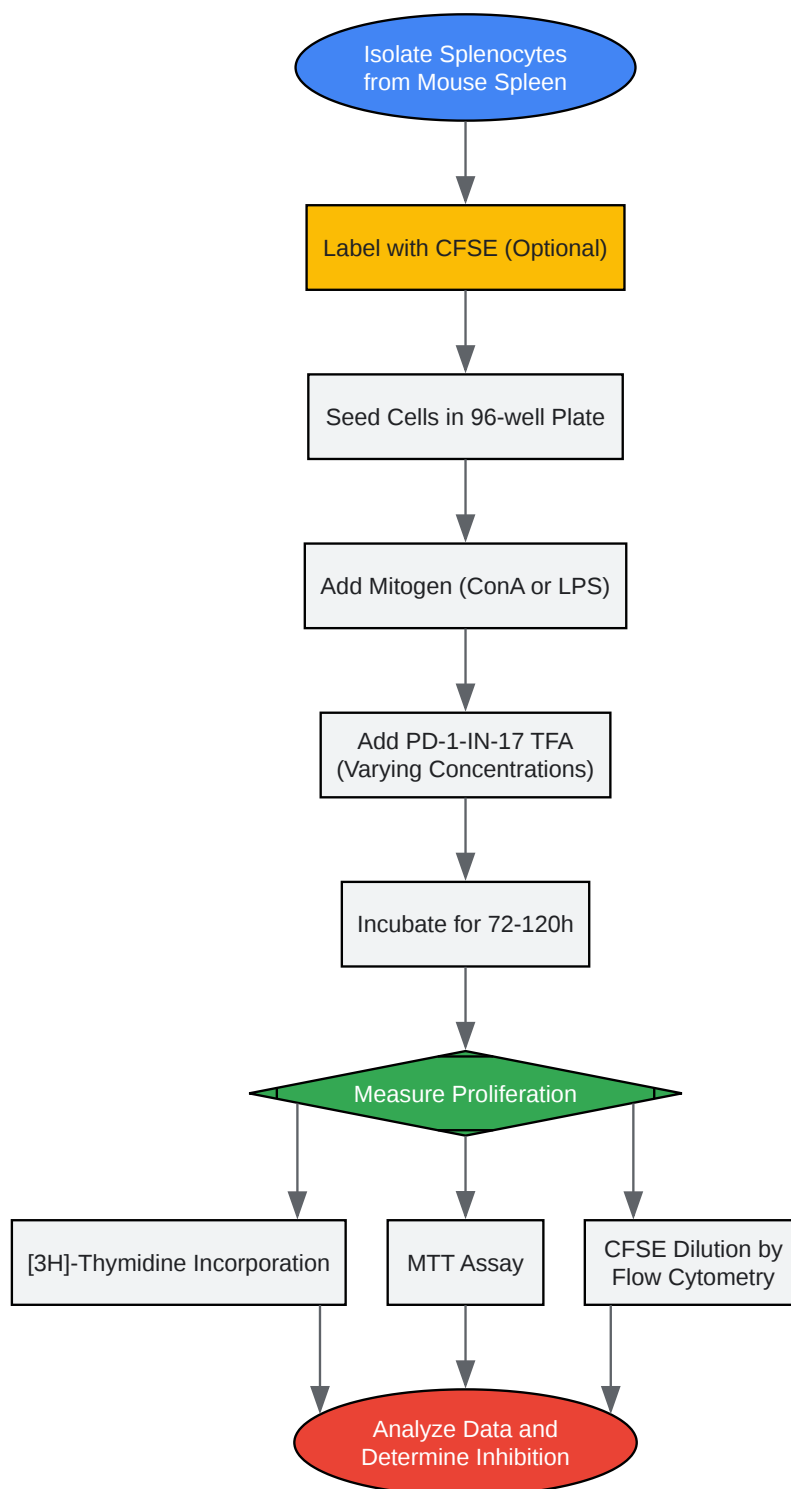 Isolate Splenocytes
from Mouse Spleen
Label with CFSE (Optional)
Seed Cells in 96-well Plate
Add Mitogen (ConA or LPS)
Add PD-1-IN-17 TFA
(Varying Concentrations)
Incubate for 72-120h
Measure Proliferation
[3H]-Thymidine Incorporation
MTT Assay
CFSE Dilution by
Flow Cytometry
Analyze Data and
Determine Inhibition